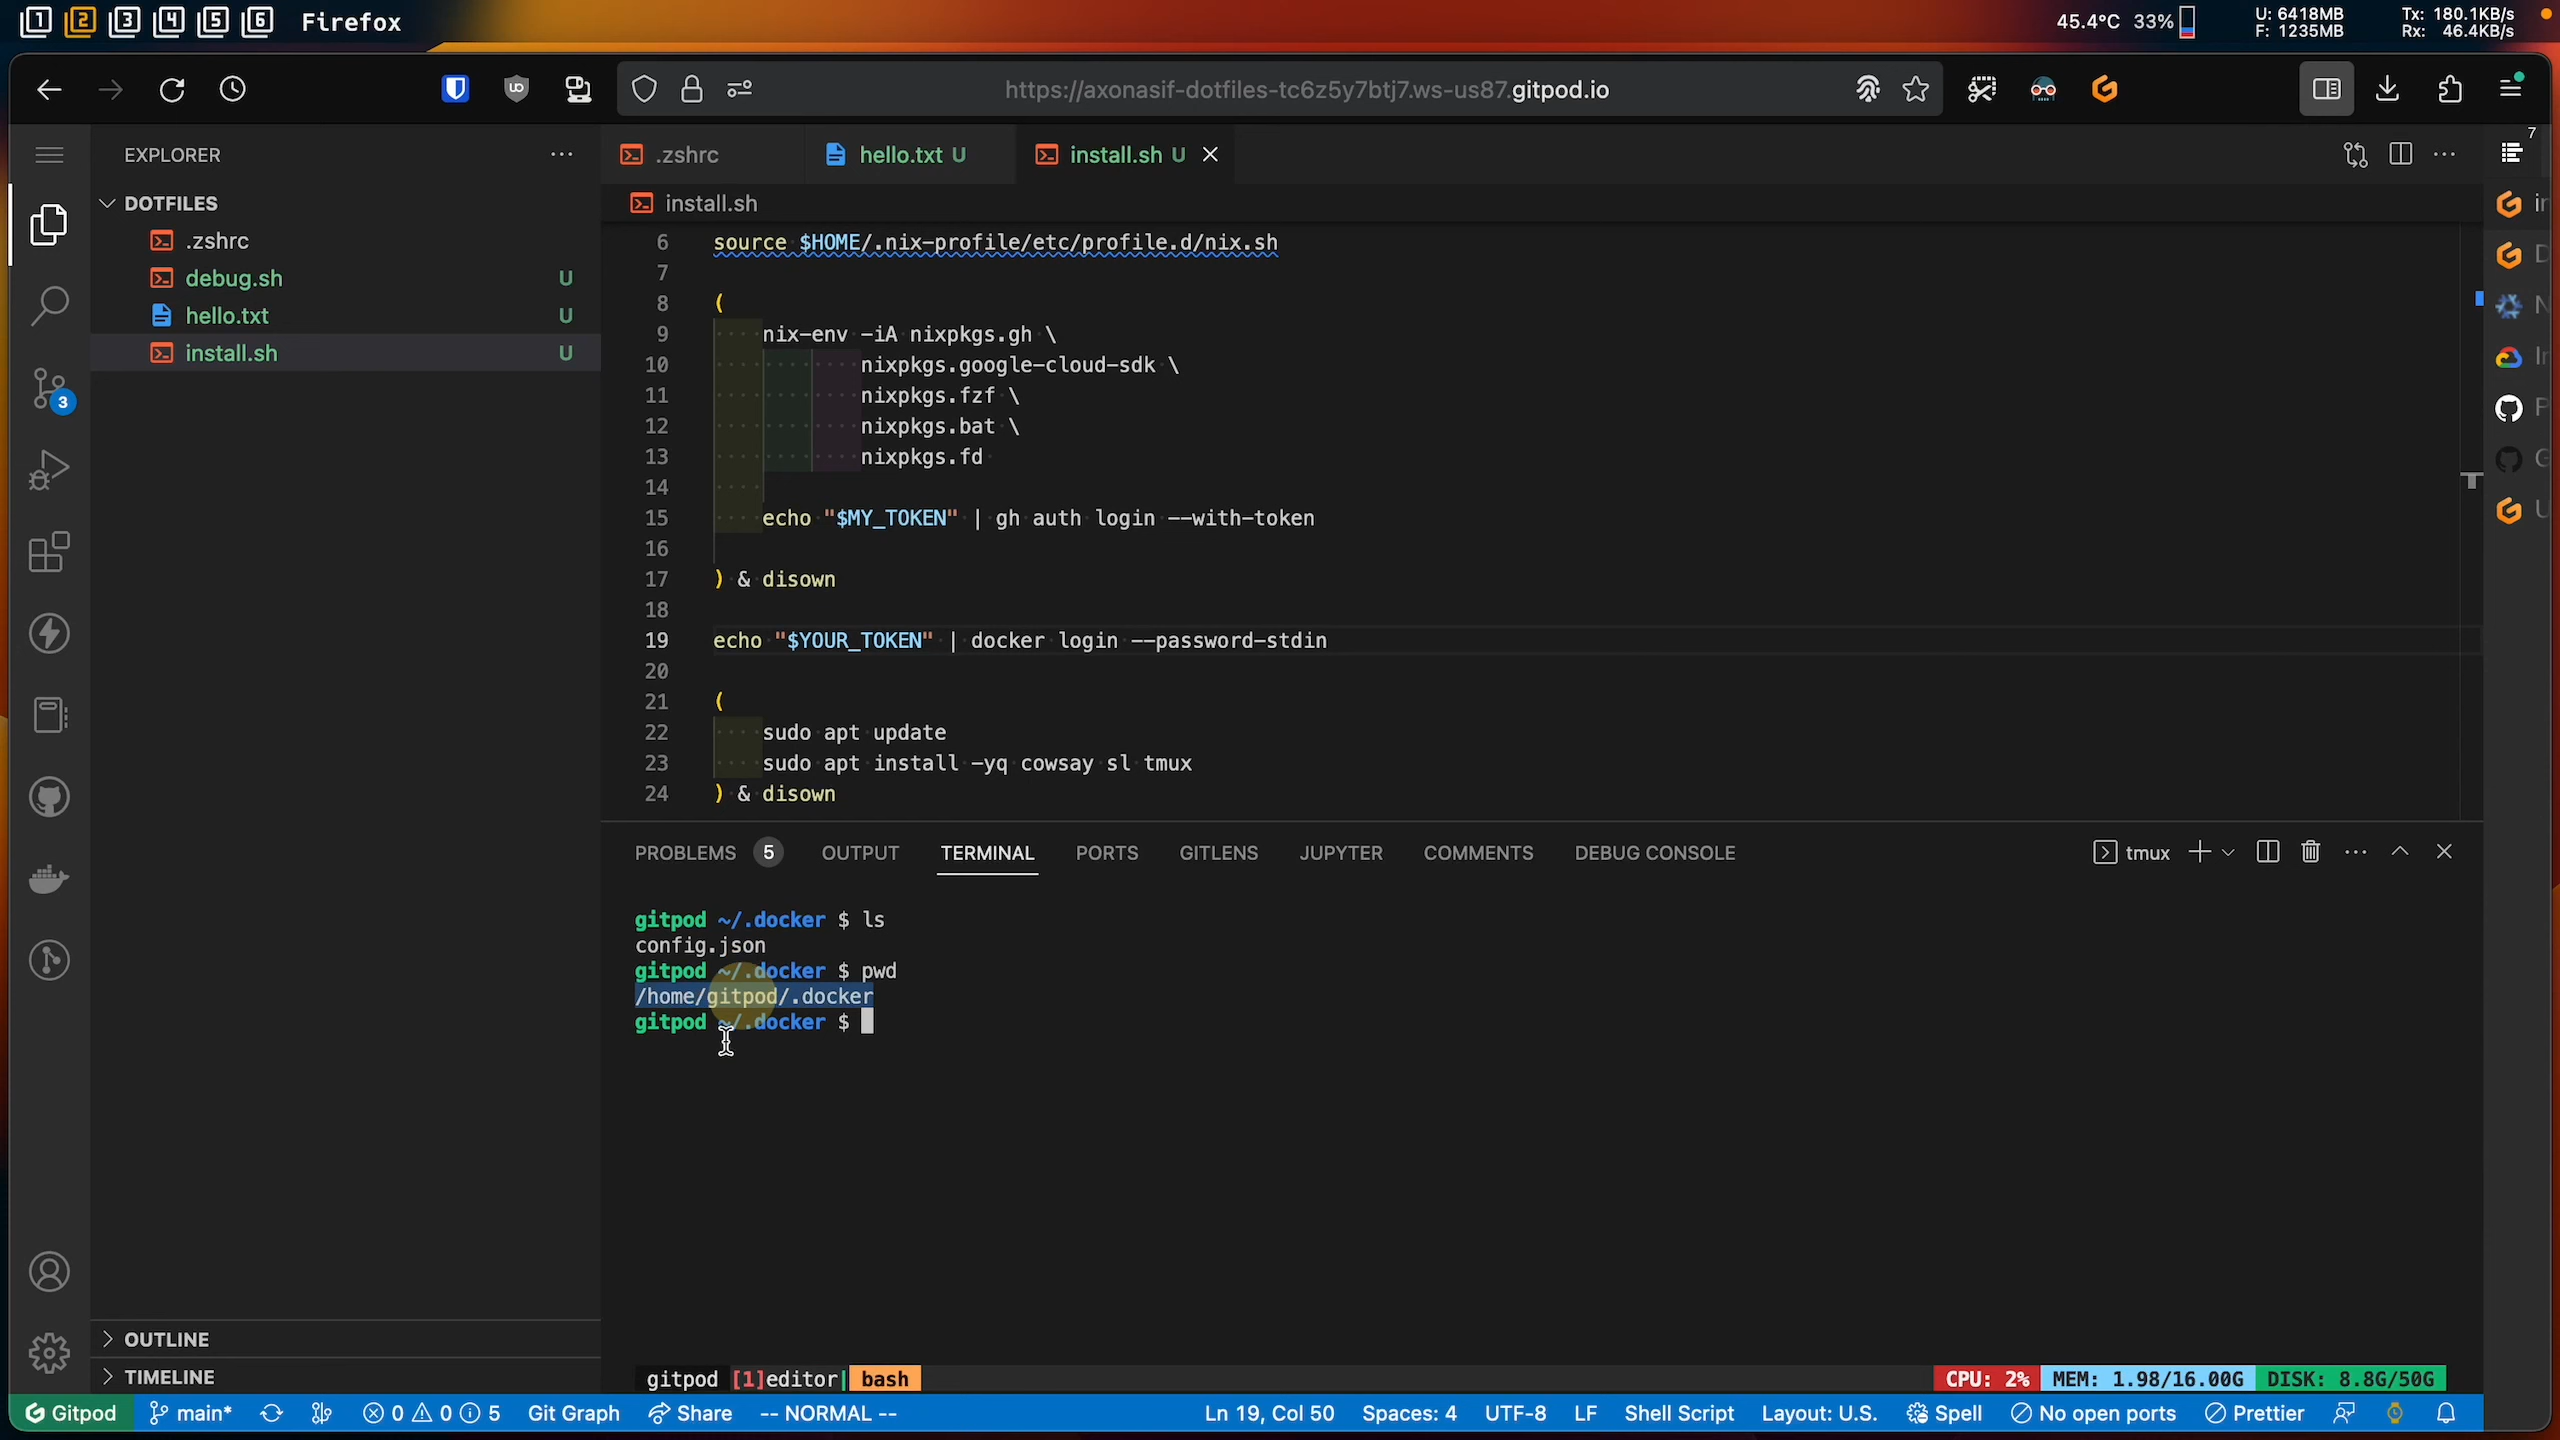 1 2 3 4 5 6 Firefox 45.4°C 33% U: 6418MB Tx: 180.1KB/s
F: 1235MB Rx: 46.4KB/s
https://axonasif-dotfiles-tc6z5y7btj7.ws-us87.gitpod.io
EXPLORER
.zshrc hello.txt U install.sh U
7
DOTFILES
.zshrc
debug.sh U
hello.txt U
install.sh U
3
install.sh
6 source $HOME/.nix-profile/etc/profile.d/nix.sh
7
8 (
9 nix-env -iA nixpkgs.gh \
10 nixpkgs.google-cloud-sdk \
11 nixpkgs.fzf \
12 nixpkgs.bat \
13 nixpkgs.fd
14
15 echo "$MY_TOKEN" | gh auth login --with-token
16
17 ) & disown
18
19 echo "$YOUR_TOKEN" | docker login --password-stdin
20
21 (
22 sudo apt update
23 sudo apt install -yq cowsay sl tmux
24 ) & disown
PROBLEMS 5 OUTPUT TERMINAL PORTS GITLENS JUPYTER COMMENTS DEBUG CONSOLE tmux
gitpod ~/.docker $ ls
config.json
gitpod ~/.docker $ pwd
/home/gitpod/.docker
gitpod ~/.docker $
OUTLINE
TIMELINE
gitpod [1]editor| bash CPU: 2% MEM: 1.98/16.00G DISK: 8.8G/50G
Gitpod main* 0 0 5 Git Graph Share -- NORMAL -- Ln 19, Col 50 Spaces: 4 UTF-8 LF Shell Script Layout: U.S. Spell No open ports Prettier